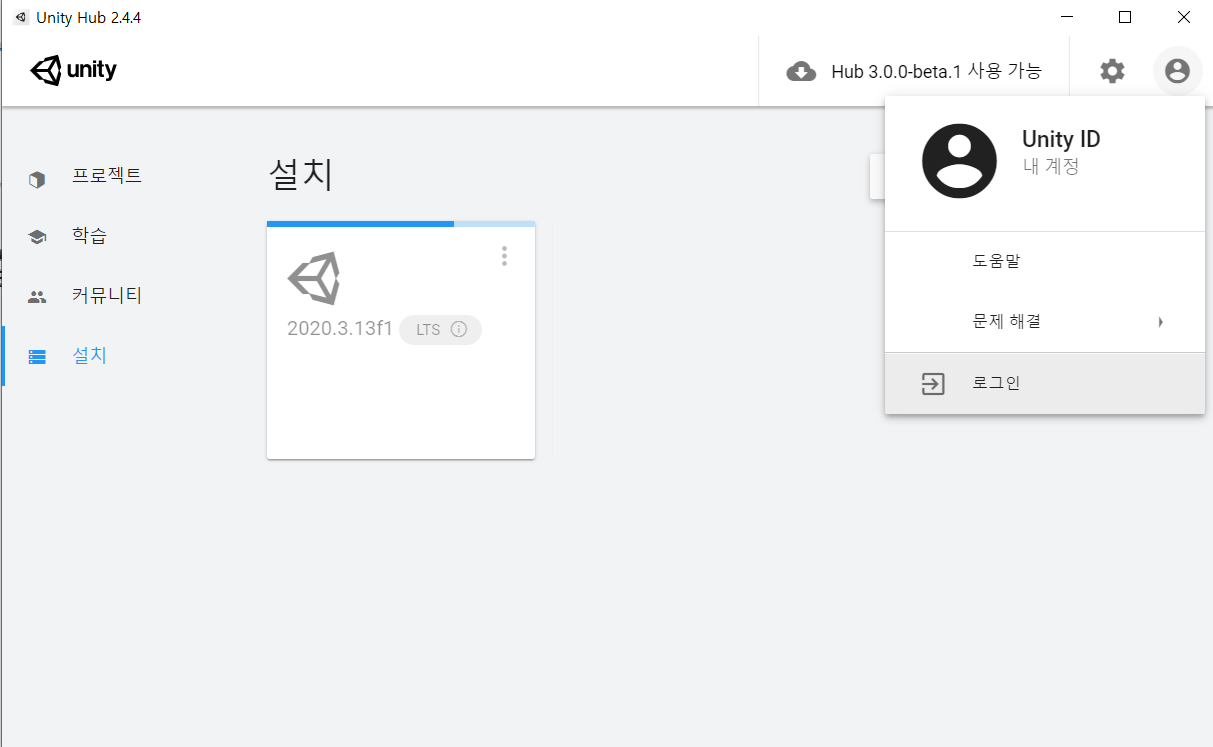 Unity Hub 2.4.4
unity
Hub 3.0.0-beta.1 사용 가능
프로젝트
학습
커뮤니티
설치
설치
2020.3.13f1 LTS
Unity ID
내 계정
도움말
문제 해결
로그인